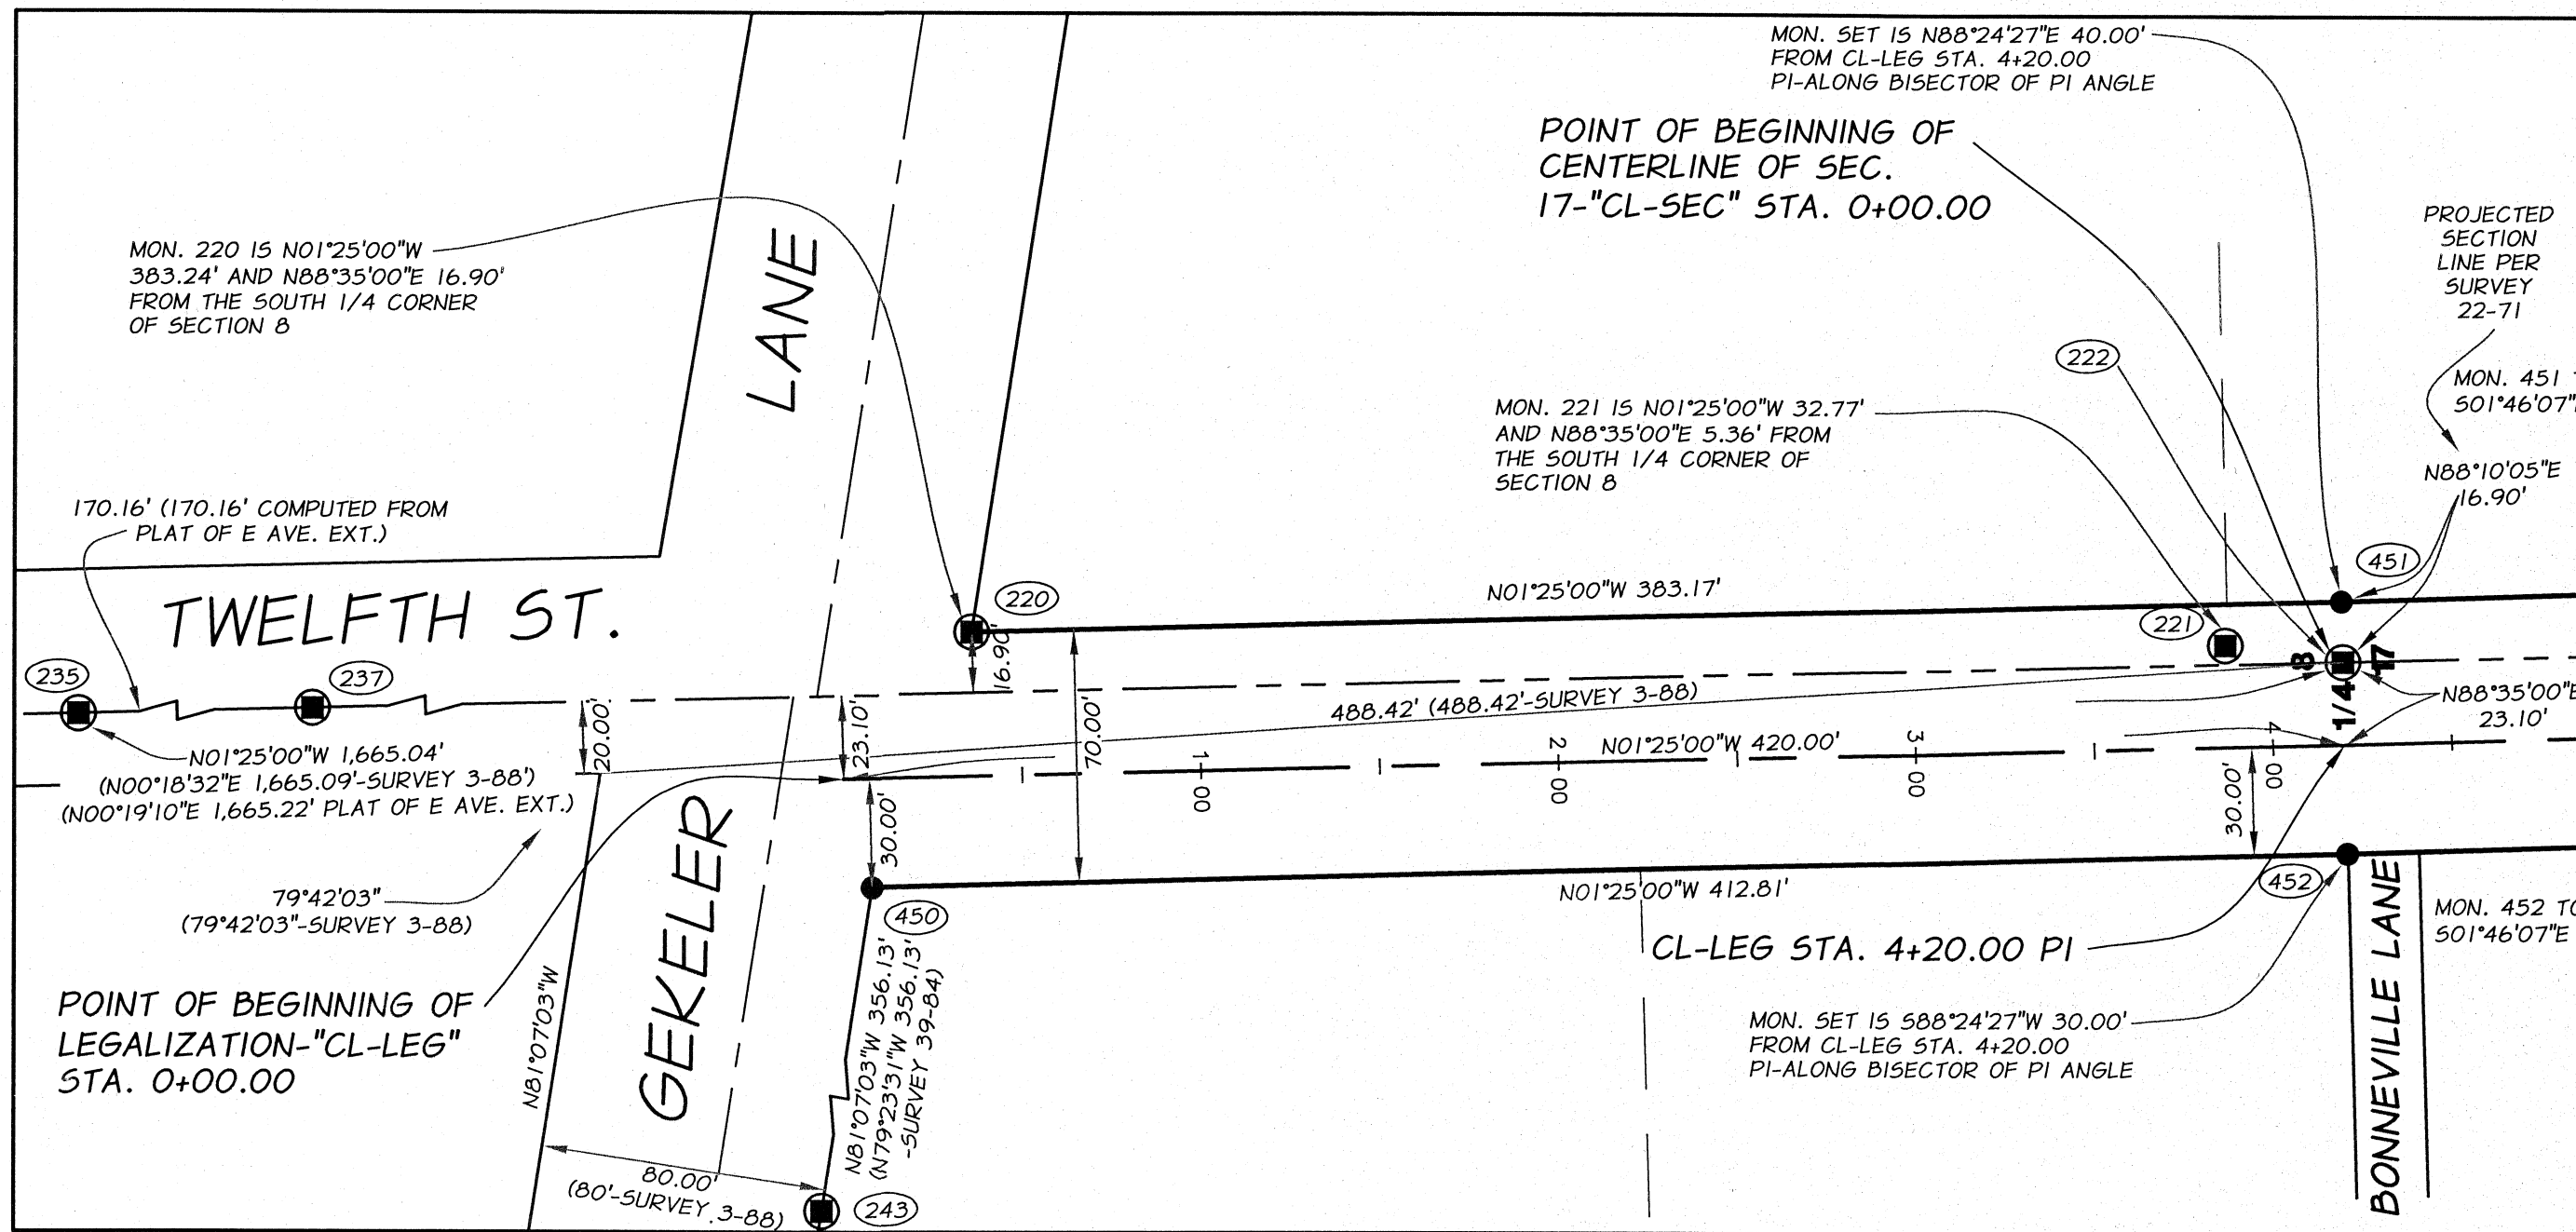 MON. SET IS N88°24'27"E 40.00'
FROM CL-LEG STA. 4+20.00
PI-ALONG BISECTOR OF PI ANGLE
POINT OF BEGINNING OF
CENTERLINE OF SEC.
17-"CL-SEC" STA. 0+00.00
PROJECTED
SECTION
LINE PER
SURVEY
22-71
MON. 220 IS N01°25'00"W
383.24' AND N88°35'00"E 16.90'
FROM THE SOUTH 1/4 CORNER
OF SECTION 8
LANE
222
MON. 451
S01°46'07"
MON. 221 IS N01°25'00"W 32.77'
AND N88°35'00"E 5.36' FROM
THE SOUTH 1/4 CORNER OF
SECTION 8
N88°10'05"E
16.90'
170.16' (170.16' COMPUTED FROM
PLAT OF E AVE. EXT.)
451
N01°25'00"W 383.17'
220
TWELFTH ST.
221
16.90'
8
17
1/4
235
237
N88°35'00"E
23.10'
488.42' (488.42'-SURVEY 3-88)
20.00'
23.10'
70.00'
N01°25'00"W 420.00'
N01°25'00"W 1,665.04'
(N00°18'32"E 1,665.09'-SURVEY 3-88')
(N00°19'10"E 1,665.22' PLAT OF E AVE. EXT.)
1 00
2 00
3 00
4 00
30.00'
30.00'
79°42'03"
(79°42'03"-SURVEY 3-88)
450
N01°25'00"W 412.81'
452
MON. 452 TO
S01°46'07"E
CL-LEG STA. 4+20.00 PI
POINT OF BEGINNING OF
LEGALIZATION-"CL-LEG"
STA. 0+00.00
N81°07'03"W
GEKELER
N81°07'03"W 356.13'
(N79°23'31"W 356.13'
-SURVEY 39-84)
MON. SET IS S88°24'27"W 30.00'
FROM CL-LEG STA. 4+20.00
PI-ALONG BISECTOR OF PI ANGLE
BONNEVILLE LANE
80.00'
(80'-SURVEY 3-88)
243